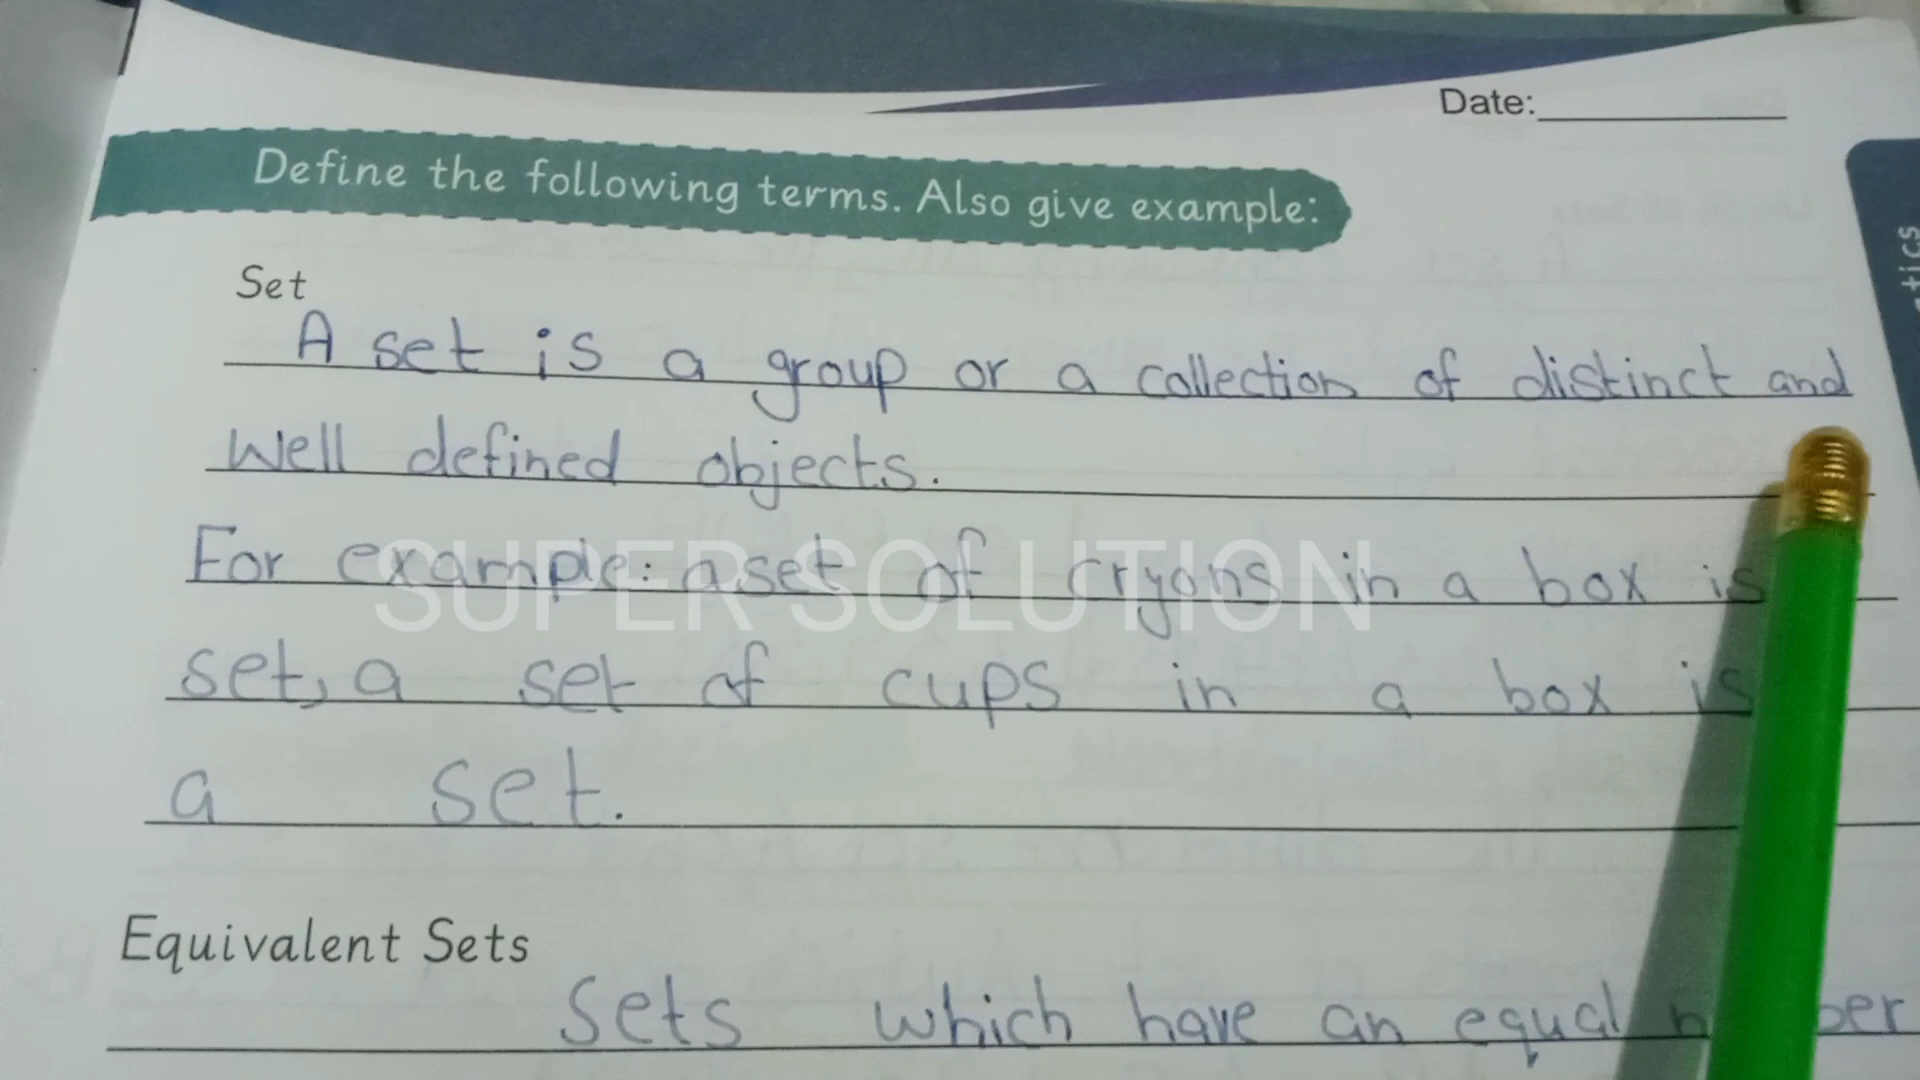 Date:
Define the following terms. Also give example:
Set
A set is a group or a collection of distinct and
Well defined objects.
For example: a set of cryons in a box is
set, a set of cups in a box is
a set.
SUPER SOLUTION
Equivalent Sets
Sets which have an equal